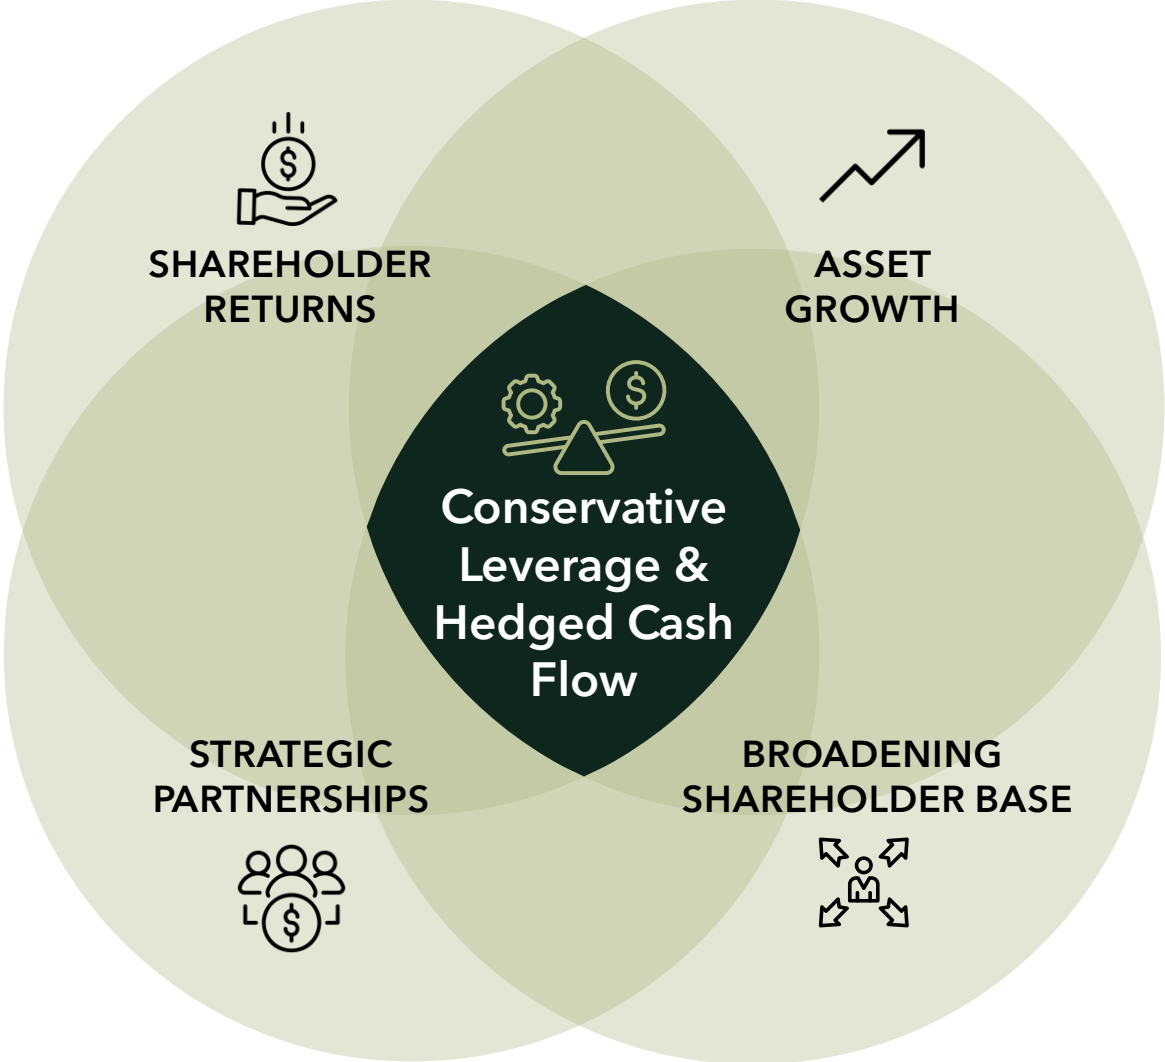 SHAREHOLDER
RETURNS
ASSET
GROWTH
Conservative
Leverage &
Hedged Cash
Flow
STRATEGIC
PARTNERSHIPS
BROADENING
SHAREHOLDER BASE